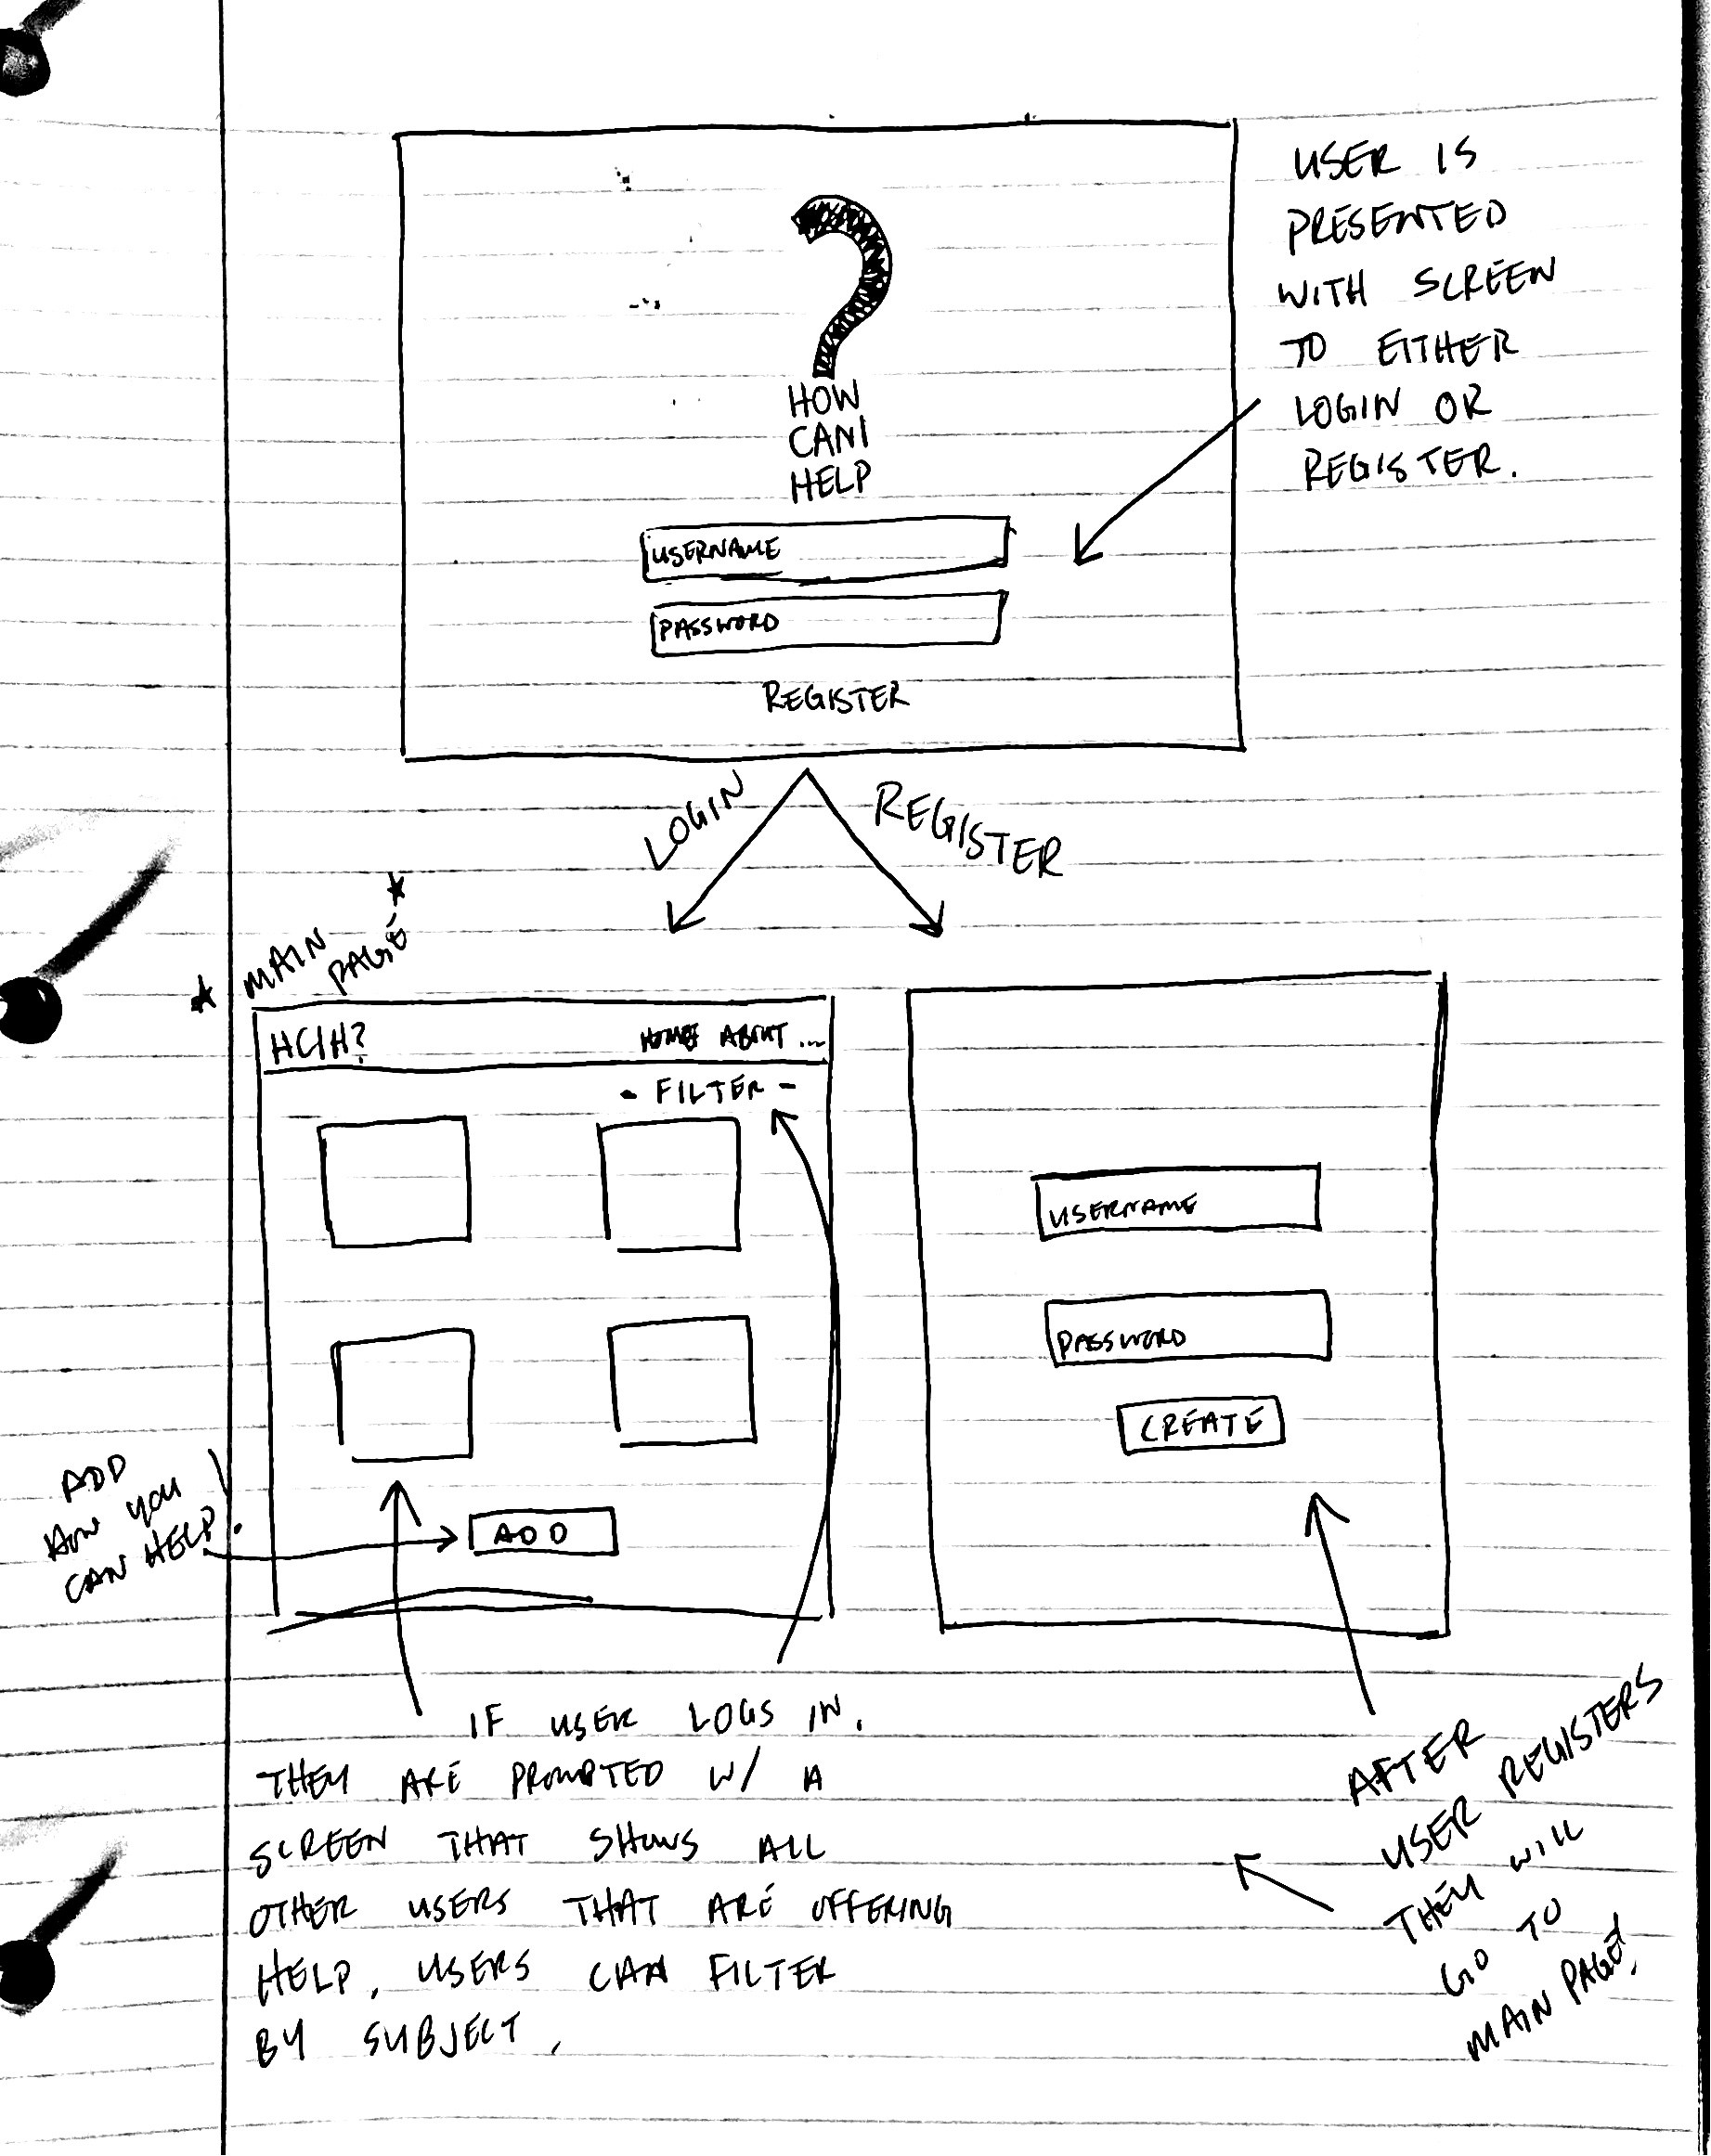 USER IS
PRESENTED
WITH SCREEN
TO EITHER
LOGIN OR
REGISTER.
?
HOW
CAN I
HELP
USERNAME
PASSWORD
REGISTER
LOGIN
REGISTER
* MAIN
PAGE *
HCIH?
HOME ABOUT ...
- FILTER -
ADD
HOW YOU
CAN HELP!
ADD
USERNAME
PASSWORD
CREATE
IF USER LOGS IN,
THEY ARE PROMPTED W/ A
SCREEN THAT SHOWS ALL
OTHER USERS THAT ARE OFFERING
HELP. USERS CAN FILTER
BY SUBJECT.
AFTER
USER REGISTERS
THEY WILL
GO TO
MAIN PAGE!